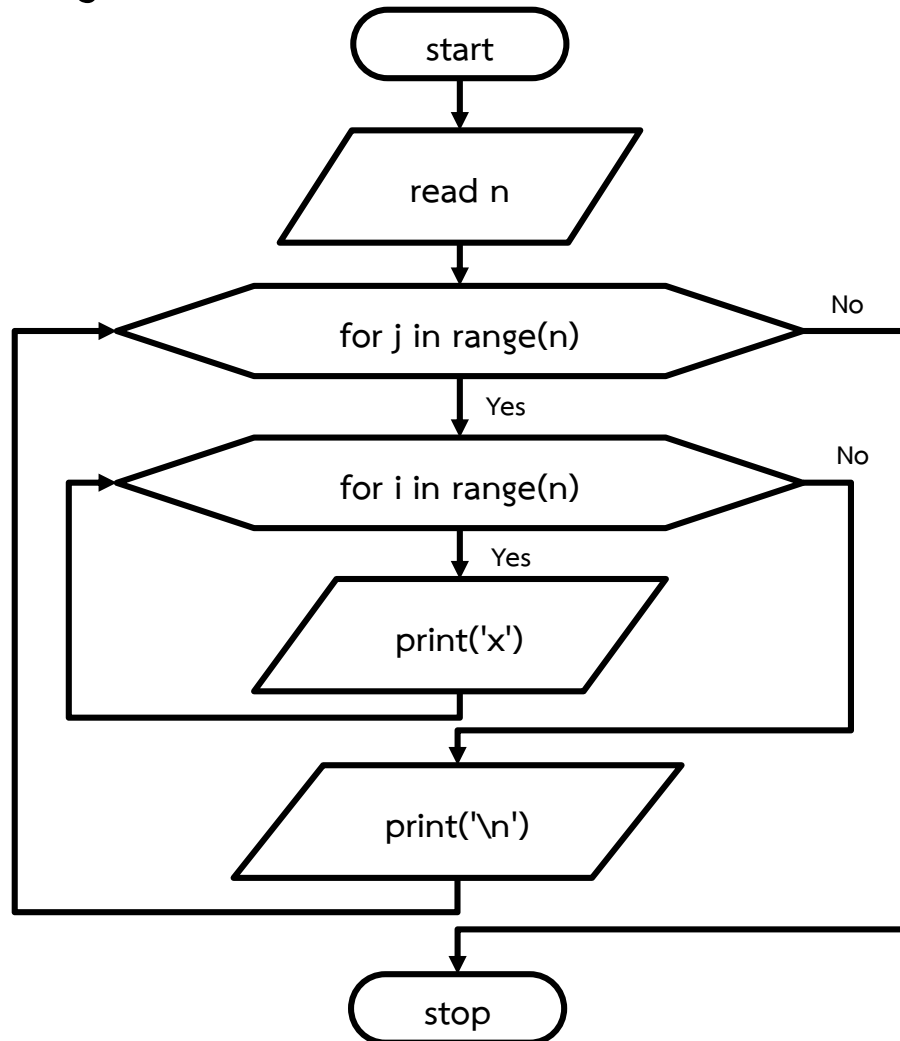 start
read n
for j in range(n)
No
Yes
for i in range(n)
No
Yes
print('x')
print('\n')
stop